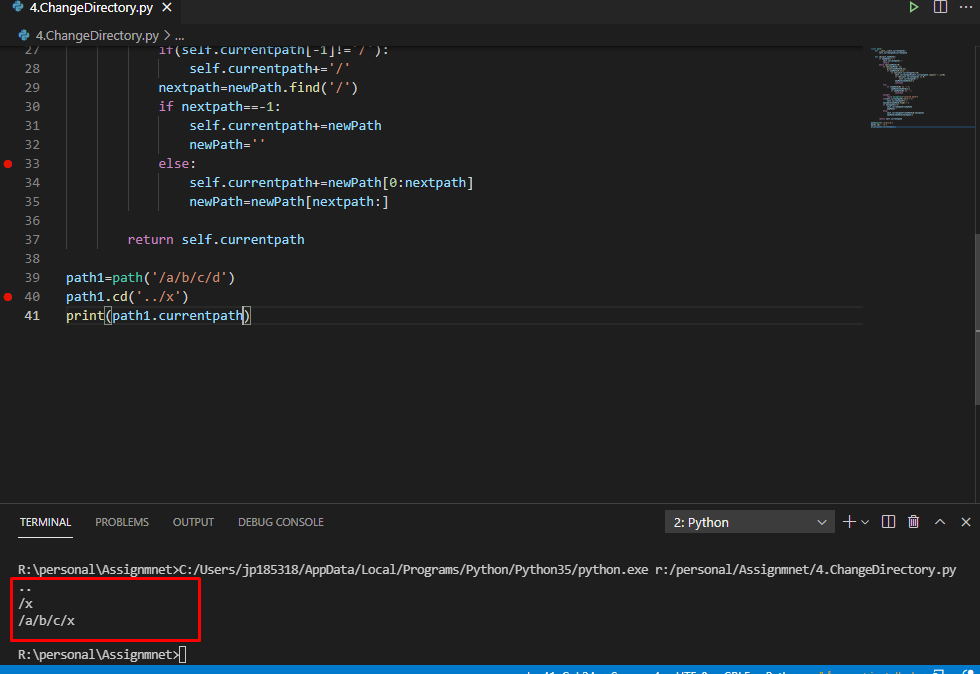 4.ChangeDirectory.py
4.ChangeDirectory.py > ...
27 if(self.currentpath[-1]!='/'):
28 self.currentpath+='/'
29 nextpath=newPath.find('/')
30 if nextpath==-1:
31 self.currentpath+=newPath
32 newPath=''
33 else:
34 self.currentpath+=newPath[0:nextpath]
35 newPath=newPath[nextpath:]
36
37 return self.currentpath
38
39 path1=path('/a/b/c/d')
40 path1.cd('../x')
41 print(path1.currentpath)
TERMINAL PROBLEMS OUTPUT DEBUG CONSOLE 2: Python
R:\personal\Assignmnet>C:/Users/jp185318/AppData/Local/Programs/Python/Python35/python.exe r:/personal/Assignmnet/4.ChangeDirectory.py
..
/x
/a/b/c/x
R:\personal\Assignmnet>